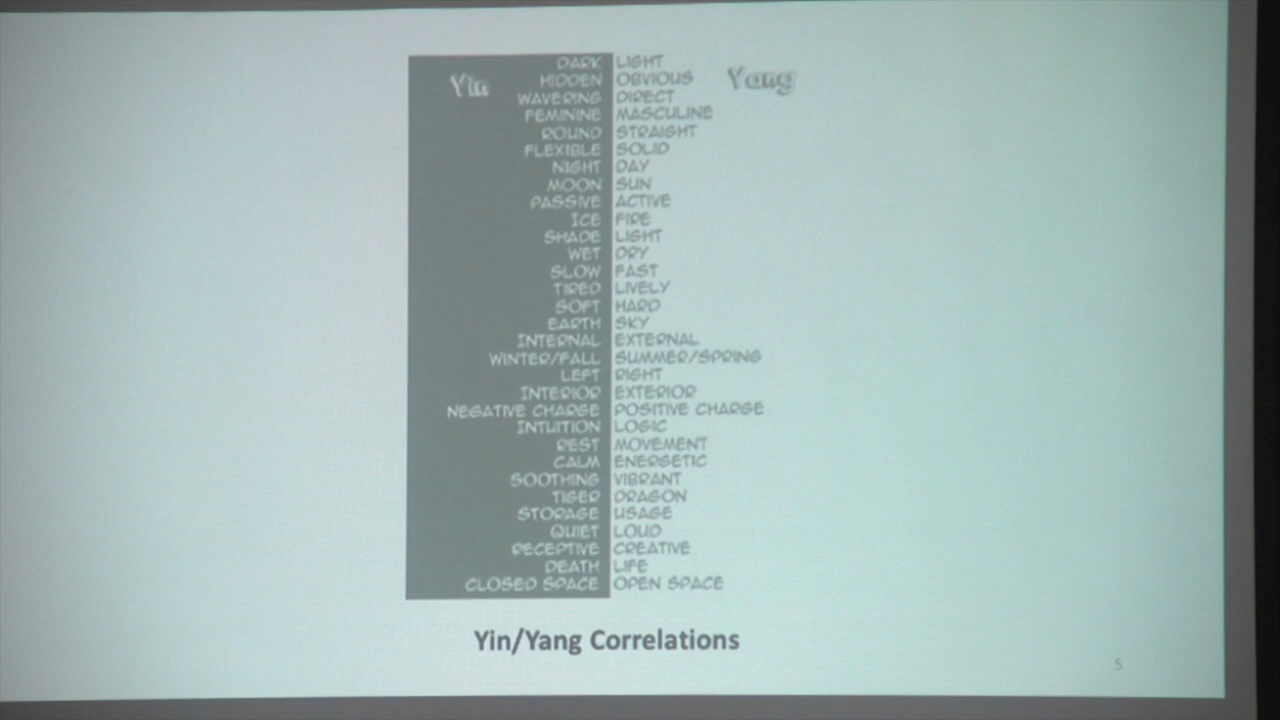 DARK LIGHT
Yin HIDDEN OBVIOUS Yang
WAVERING DIRECT
FEMININE MASCULINE
ROUND STRAIGHT
FLEXIBLE SOLID
NIGHT DAY
MOON SUN
PASSIVE ACTIVE
ICE FIRE
SHADE LIGHT
WET DRY
SLOW FAST
TIRED LIVELY
SOFT HARD
EARTH SKY
INTERNAL EXTERNAL
WINTER/FALL SUMMER/SPRING
LEFT RIGHT
INTERIOR EXTERIOR
NEGATIVE CHARGE POSITIVE CHARGE
INTUITION LOGIC
REST MOVEMENT
CALM ENERGETIC
SOOTHING VIBRANT
TIGER DRAGON
STORAGE USAGE
QUIET LOUD
RECEPTIVE CREATIVE
DEATH LIFE
CLOSED SPACE OPEN SPACE
Yin/Yang Correlations
5